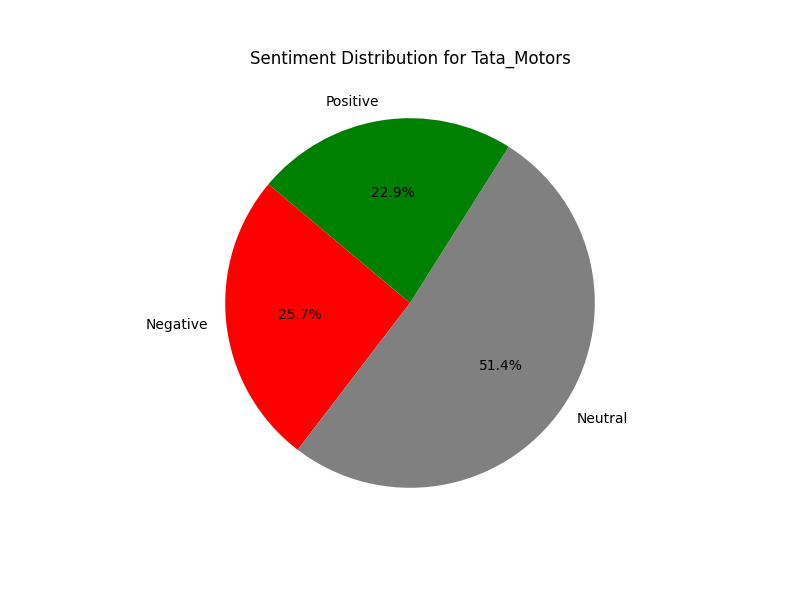 Sentiment Distribution for Tata_Motors
Positive
22.9%
Negative
25.7%
51.4%
Neutral